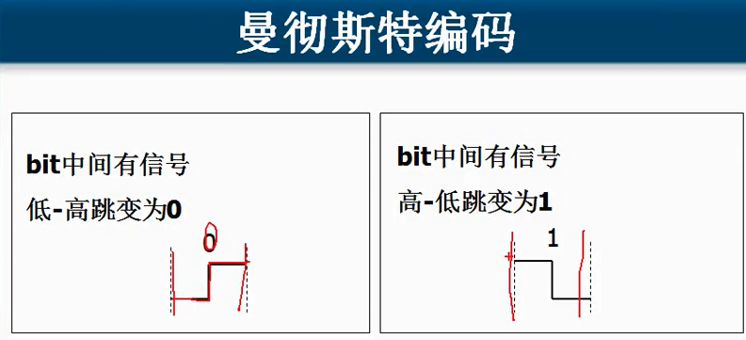 曼彻斯特编码
bit中间有信号
低-高跳变为0
0
bit中间有信号
高-低跳变为1
1